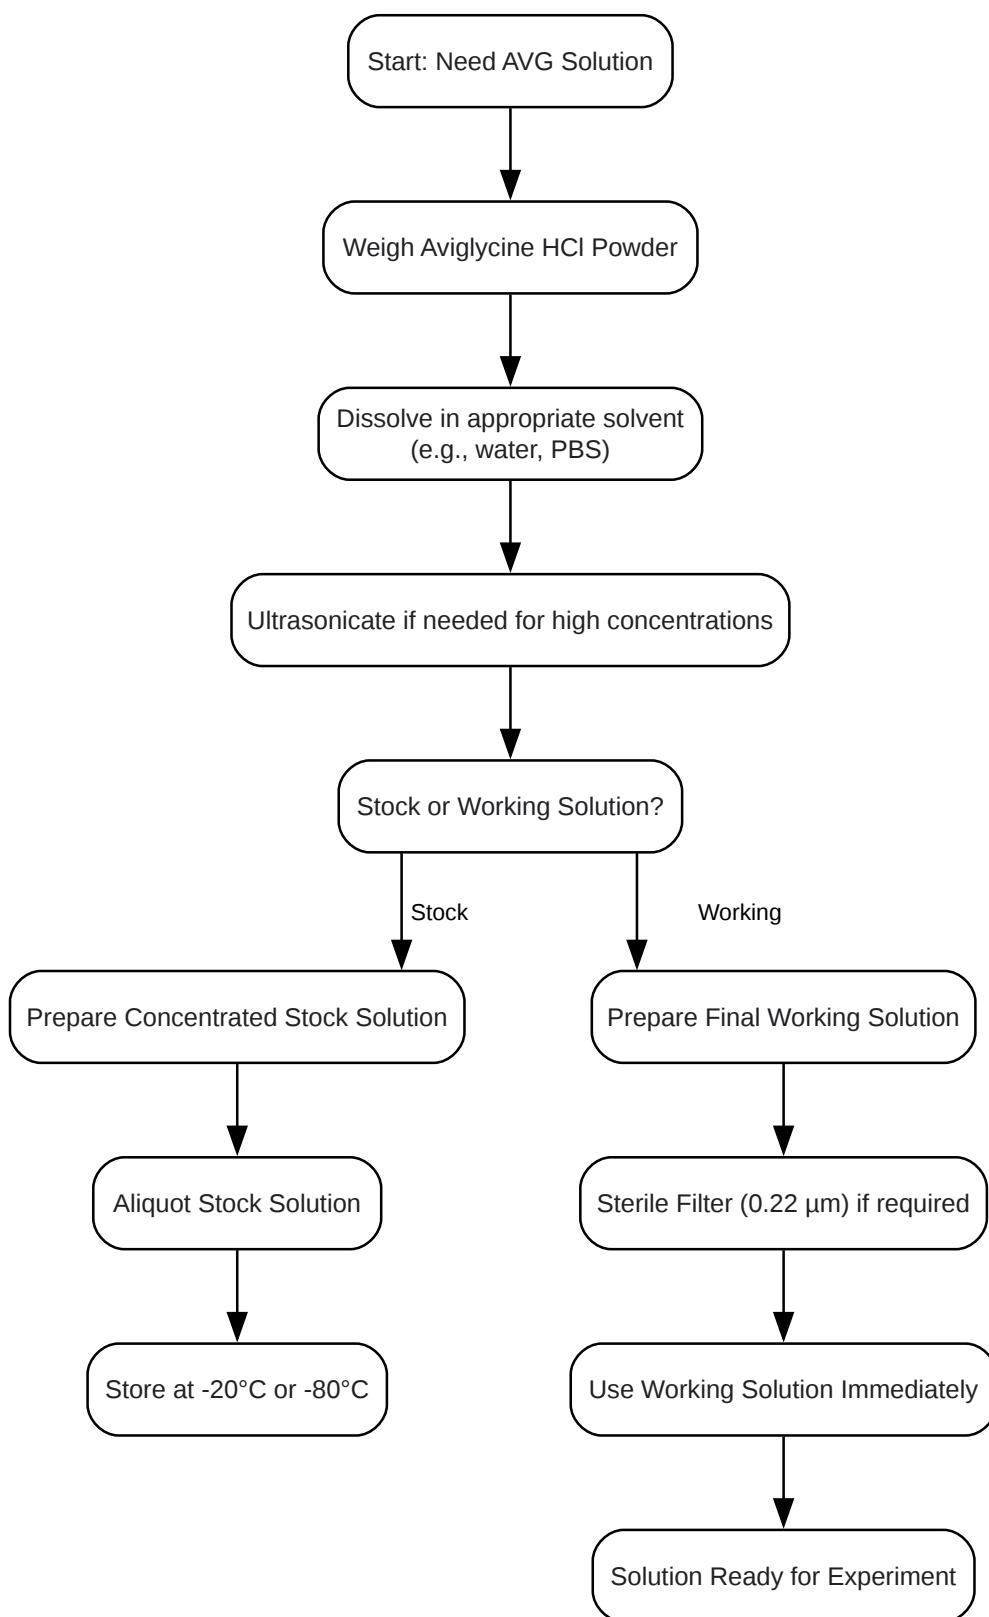 Start: Need AVG Solution
Weigh Aviglycine HCl Powder
Dissolve in appropriate solvent
(e.g., water, PBS)
Ultrasonicate if needed for high concentrations
Stock or Working Solution?
Stock
Working
Prepare Concentrated Stock Solution
Prepare Final Working Solution
Aliquot Stock Solution
Sterile Filter (0.22 µm) if required
Store at -20°C or -80°C
Use Working Solution Immediately
Solution Ready for Experiment